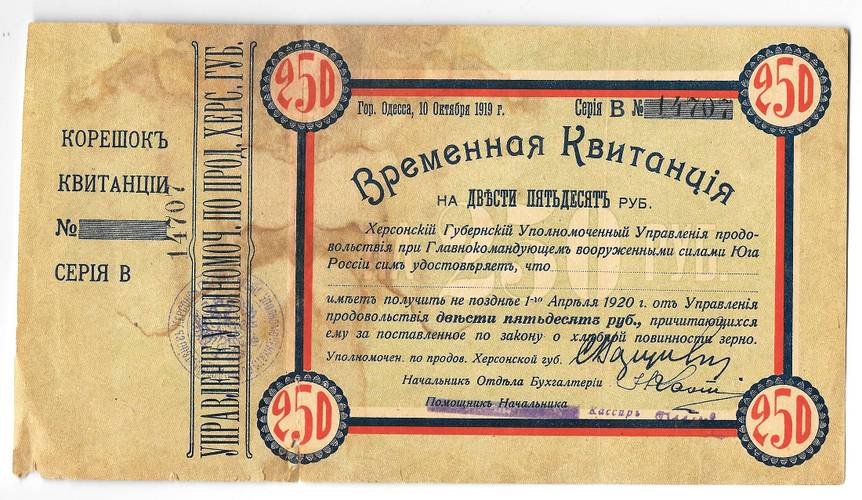 КОРЕШОКЪ
КВИТАНЦІИ
№ 14707
СЕРІЯ В
УПРАВЛЕНІЕ УПОЛНОМОЧ. ПО ПРОД. ХЕРС. ГУБ.
250
250
Гор. Одесса, 10 Октября 1919 г. Серія В № 14707
Временная Квитанція
НА ДВѢСТИ ПЯТЬДЕСЯТЪ РУБ.
Херсонскій Губернскій Уполномоченный Управленія продо-
вольствія при Главнокомандующемъ вооруженными силами Юга
Россіи симъ удостовѣряетъ, что
имѣетъ получить не позднѣе 1-го Апрѣля 1920 г. отъ Управленія
продовольствія двѣсти пятьдесятъ руб., причитающихся
ему за поставленное по закону о хлѣбной повинности зерно.
Уполномочен. по продов. Херсонской губ.
Начальникъ Отдѣла Бухгалтеріи
Помощникъ Начальника Кассиръ
250
250